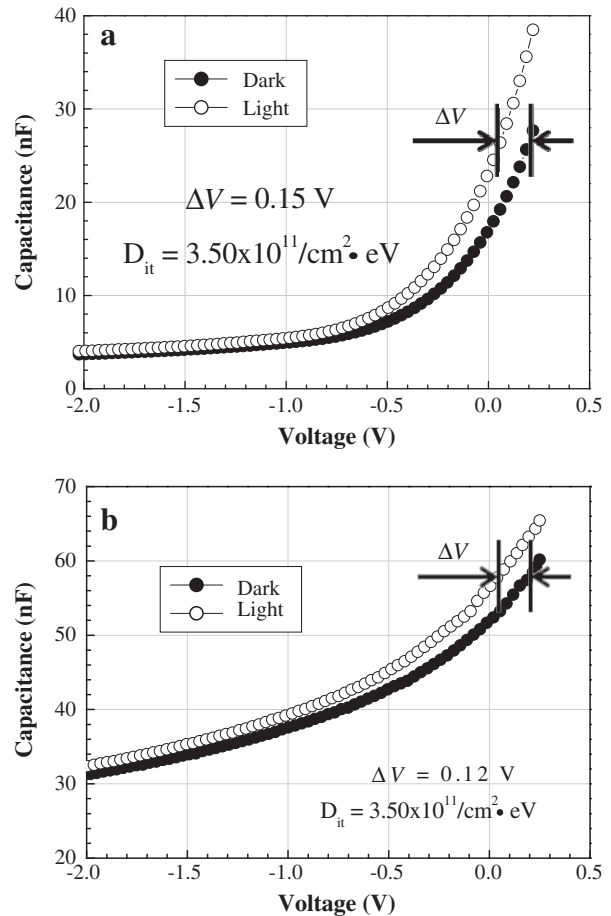 a
40
30
20
10
0
Capacitance (nF)
Dark
Light
ΔV
ΔV = 0.15 V
D_it = 3.50x10^11/cm^2• eV
-2.0 -1.5 -1.0 -0.5 0.0 0.5
Voltage (V)
b
70
60
50
40
30
20
Capacitance (nF)
Dark
Light
ΔV
ΔV = 0.12 V
D_it = 3.50x10^11/cm^2• eV
-2.0 -1.5 -1.0 -0.5 0.0 0.5
Voltage (V)